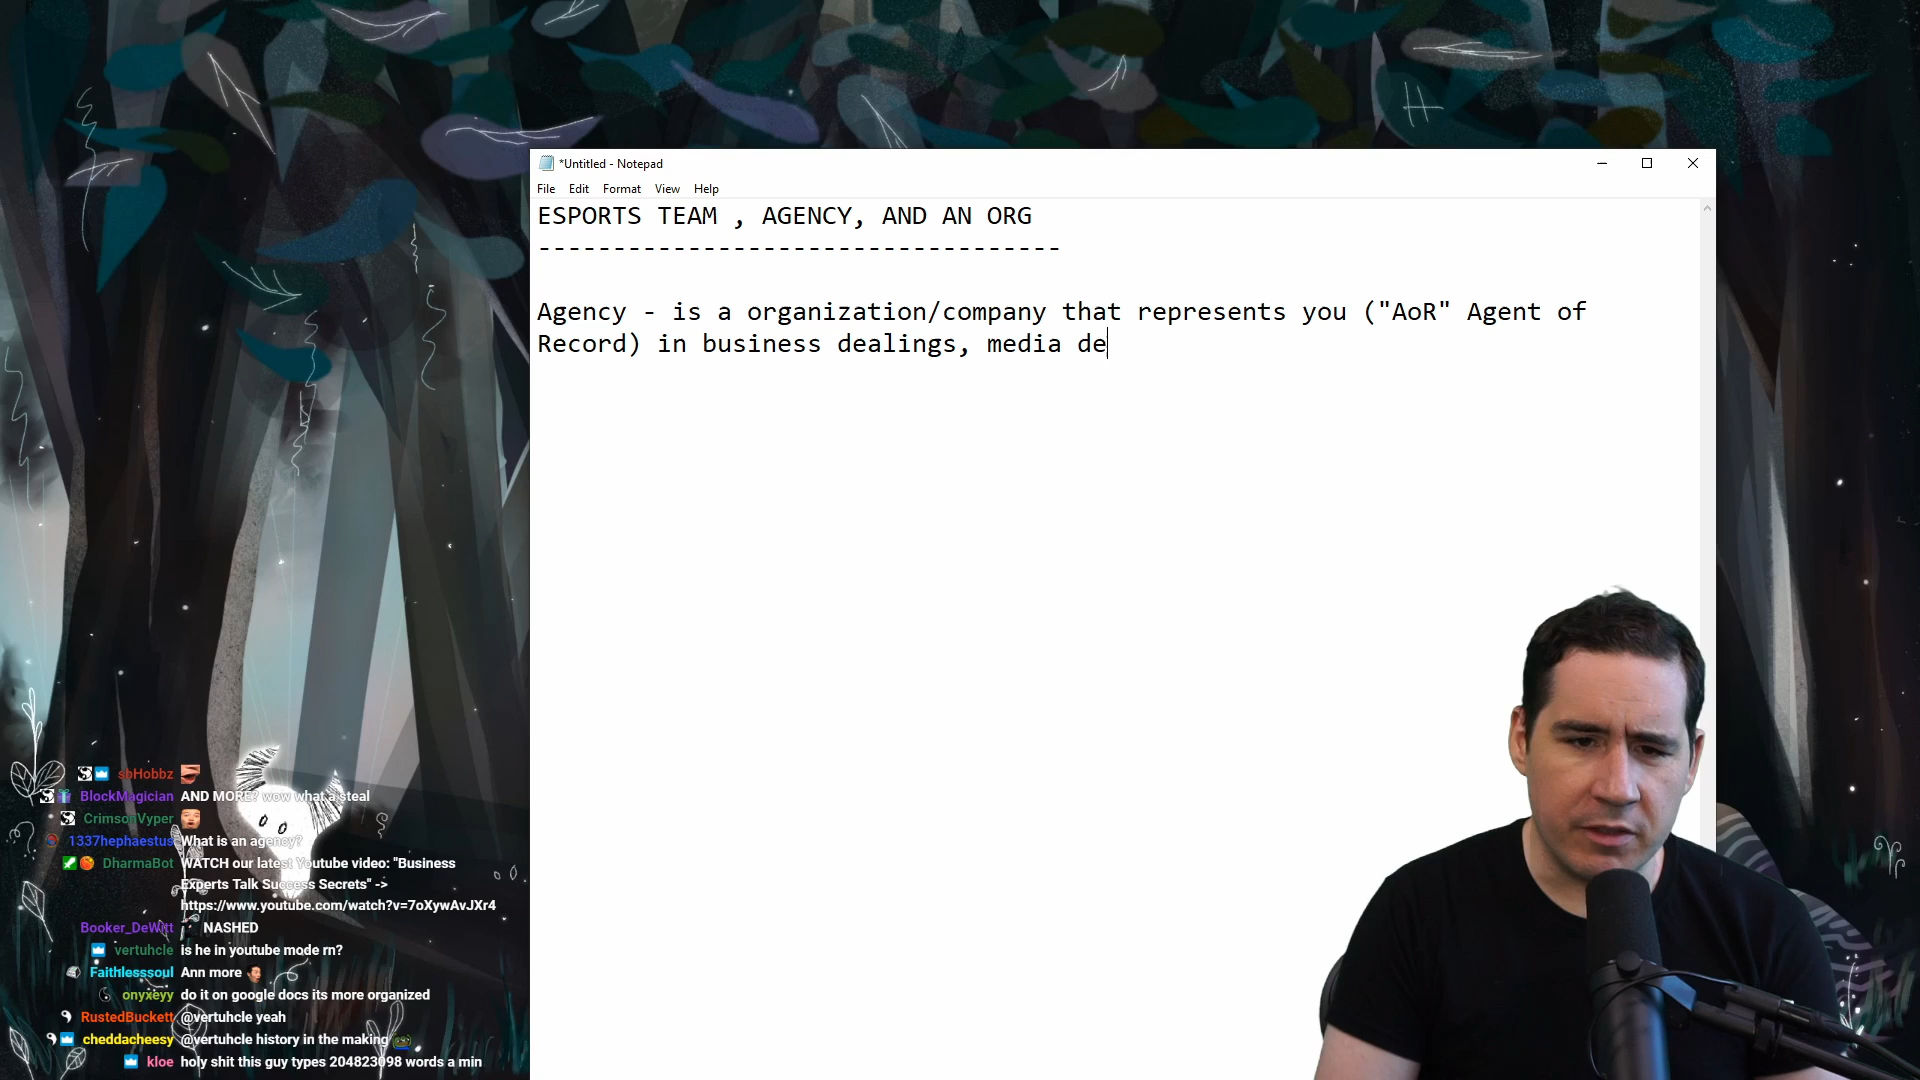 *Untitled - Notepad
File Edit Format View Help
ESPORTS TEAM , AGENCY, AND AN ORG
-----------------------------------
Agency - is a organization/company that represents you ("AoR" Agent of
Record) in business dealings, media de
sbHobbz
BlockMagician AND MORE? wow what a steal
CrimsonVyper
1337hephaestus What is an agency?
DharmaBot WATCH our latest Youtube video: "Business
Experts Talk Success Secrets" ->
https://www.youtube.com/watch?v=7oXywAvJXr4
Booker_DeWitt NASHED
vertuhcle is he in youtube mode rn?
Faithlesssoul Ann more
onyxeyy do it on google docs its more organized
RustedBuckett @vertuhcle yeah
cheddacheesy @vertuhcle history in the making
kloe holy shit this guy types 204823098 words a min